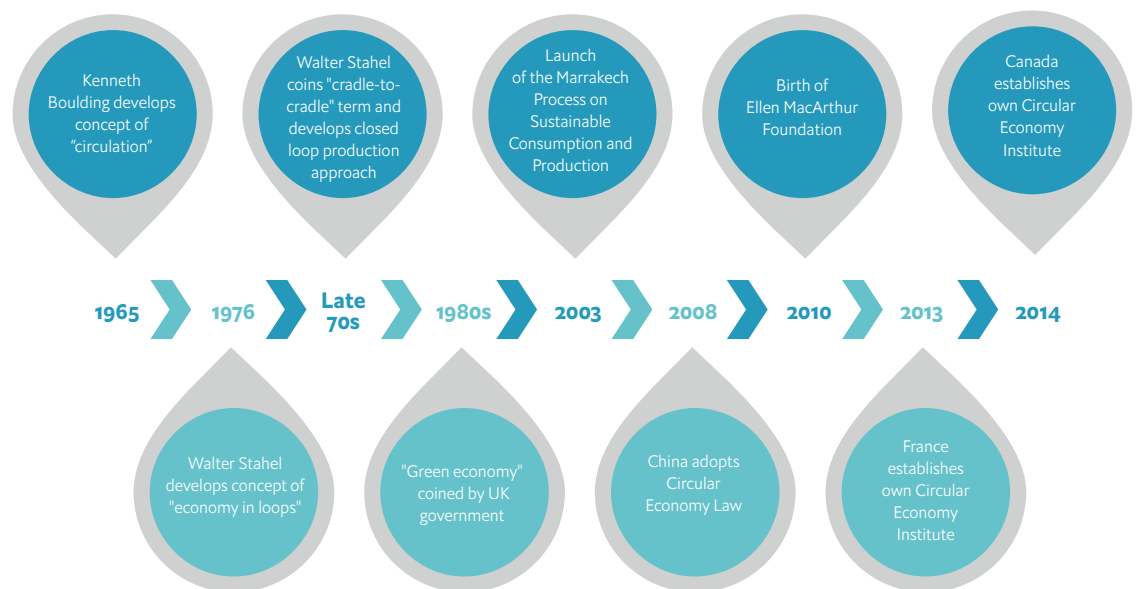 Kenneth
Boulding develops
concept of
“circulation”
Walter Stahel
coins "cradle-to-
cradle" term and
develops closed
loop production
approach
Launch
of the Marrakech
Process on
Sustainable
Consumption and
Production
Birth of
Ellen MacArthur
Foundation
Canada
establishes
own Circular
Economy
Institute
1965
1976
Late
70s
1980s
2003
2008
2010
2013
2014
Walter Stahel
develops concept of
"economy in loops"
"Green economy"
coined by UK
government
China adopts
Circular
Economy Law
France
establishes
own Circular
Economy
Institute